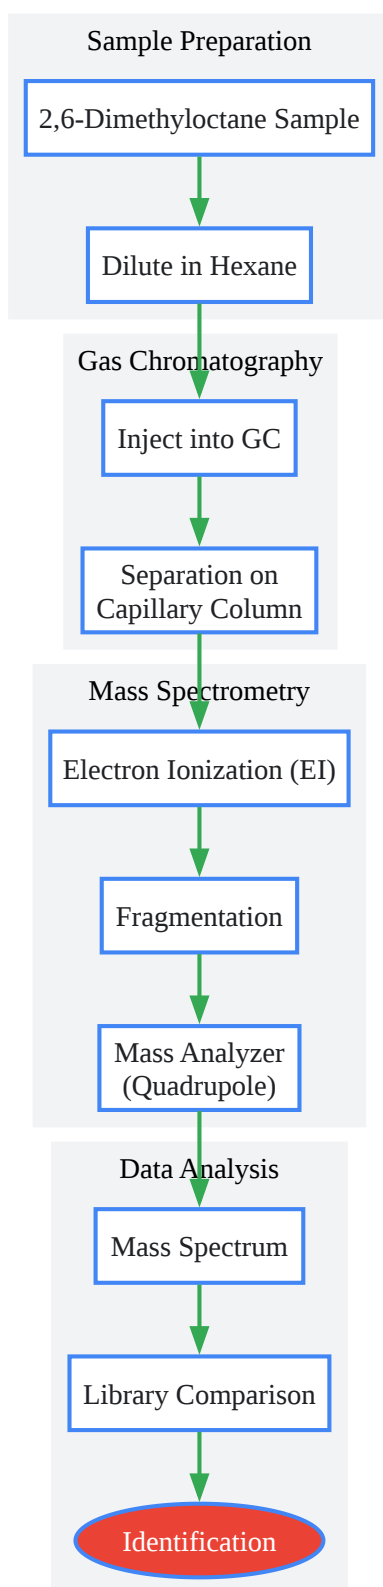 Sample Preparation
2,6-Dimethyloctane Sample
Dilute in Hexane
Gas Chromatography
Inject into GC
Separation on
Capillary Column
Mass Spectrometry
Electron Ionization (EI)
Fragmentation
Mass Analyzer
(Quadrupole)
Data Analysis
Mass Spectrum
Library Comparison
Identification